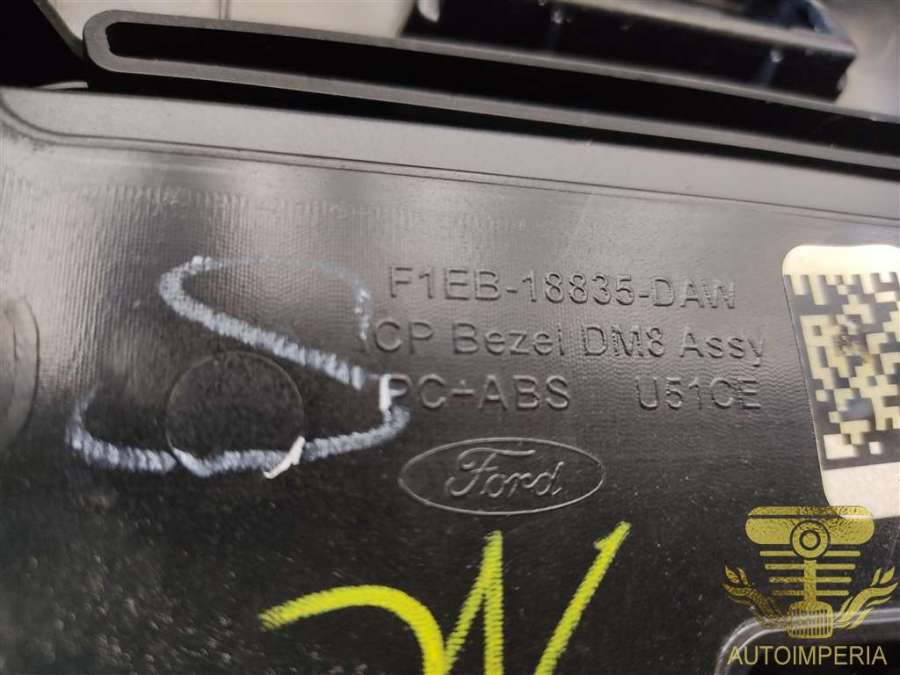 F1EB-18835-DAW
ICP Bezel DM8 Assy
PC+ABS U51CE
Ford
AUTOIMPERIA